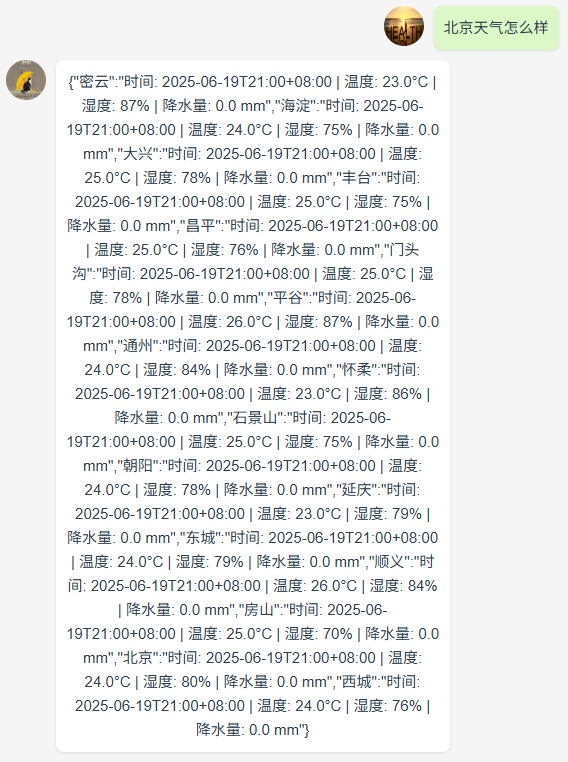 北京天气怎么样
{"密云":"时间: 2025-06-19T21:00+08:00 | 温度: 23.0°C |
湿度: 87% | 降水量: 0.0 mm","海淀":"时间: 2025-06-
19T21:00+08:00 | 温度: 24.0°C | 湿度: 75% | 降水量: 0.0
mm","大兴":"时间: 2025-06-19T21:00+08:00 | 温度:
25.0°C | 湿度: 78% | 降水量: 0.0 mm","丰台":"时间:
2025-06-19T21:00+08:00 | 温度: 25.0°C | 湿度: 75% |
降水量: 0.0 mm","昌平":"时间: 2025-06-19T21:00+08:00
| 温度: 25.0°C | 湿度: 76% | 降水量: 0.0 mm","门头
沟":"时间: 2025-06-19T21:00+08:00 | 温度: 25.0°C | 湿
度: 78% | 降水量: 0.0 mm","平谷":"时间: 2025-06-
19T21:00+08:00 | 温度: 26.0°C | 湿度: 87% | 降水量: 0.0
mm","通州":"时间: 2025-06-19T21:00+08:00 | 温度:
24.0°C | 湿度: 84% | 降水量: 0.0 mm","怀柔":"时间:
2025-06-19T21:00+08:00 | 温度: 23.0°C | 湿度: 86% |
降水量: 0.0 mm","石景山":"时间: 2025-06-
19T21:00+08:00 | 温度: 25.0°C | 湿度: 75% | 降水量: 0.0
mm","朝阳":"时间: 2025-06-19T21:00+08:00 | 温度:
24.0°C | 湿度: 78% | 降水量: 0.0 mm","延庆":"时间:
2025-06-19T21:00+08:00 | 温度: 23.0°C | 湿度: 79% |
降水量: 0.0 mm","东城":"时间: 2025-06-19T21:00+08:00
| 温度: 24.0°C | 湿度: 79% | 降水量: 0.0 mm","顺义":"时
间: 2025-06-19T21:00+08:00 | 温度: 26.0°C | 湿度: 84%
| 降水量: 0.0 mm","房山":"时间: 2025-06-
19T21:00+08:00 | 温度: 25.0°C | 湿度: 70% | 降水量: 0.0
mm","北京":"时间: 2025-06-19T21:00+08:00 | 温度:
24.0°C | 湿度: 80% | 降水量: 0.0 mm","西城":"时间:
2025-06-19T21:00+08:00 | 温度: 24.0°C | 湿度: 76% |
降水量: 0.0 mm"}